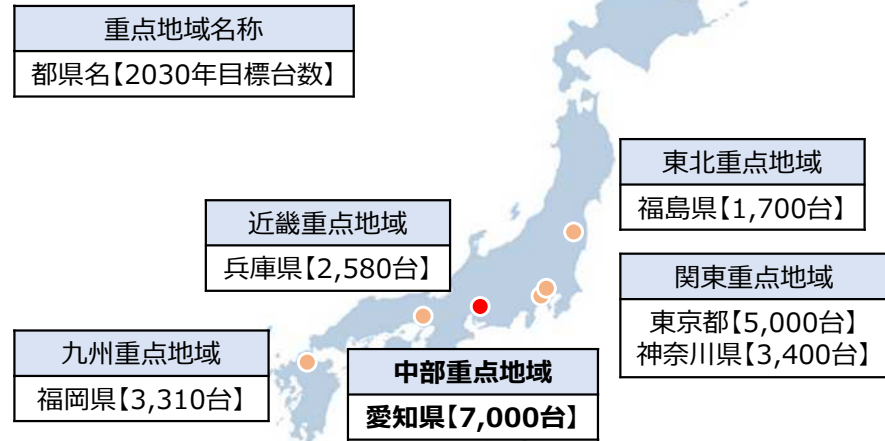 重点地域名称
都県名【2030年目標台数】
東北重点地域
福島県【1,700台】
近畿重点地域
兵庫県【2,580台】
関東重点地域
東京都【5,000台】
神奈川県【3,400台】
九州重点地域
福岡県【3,310台】
中部重点地域
愛知県【7,000台】